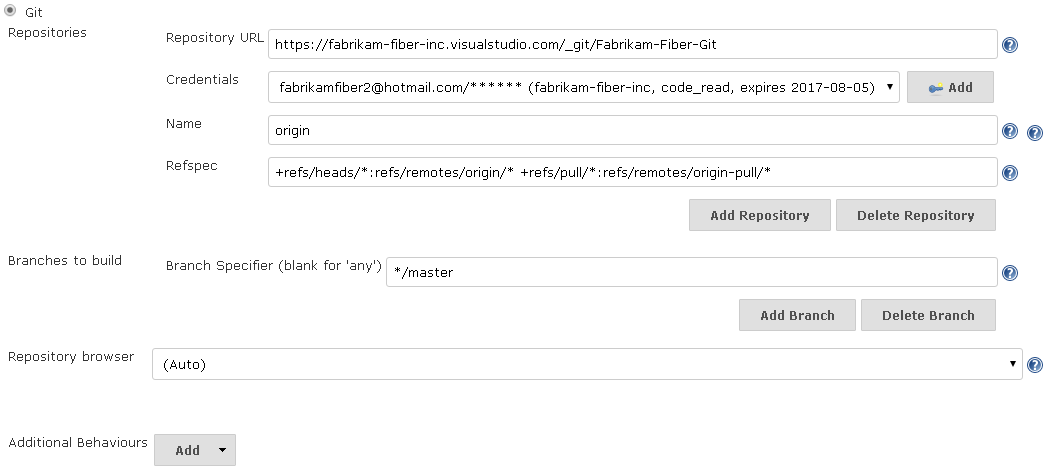 Git
Repositories
Repository URL https://fabrikam-fiber-inc.visualstudio.com/_git/Fabrikam-Fiber-Git
Credentials fabrikamfiber2@hotmail.com/****** (fabrikam-fiber-inc, code_read, expires 2017-08-05) Add
Name origin
Refspec +refs/heads/*:refs/remotes/origin/* +refs/pull/*:refs/remotes/origin-pull/*
Add Repository Delete Repository
Branches to build Branch Specifier (blank for 'any') */master
Add Branch Delete Branch
Repository browser (Auto)
Additional Behaviours Add